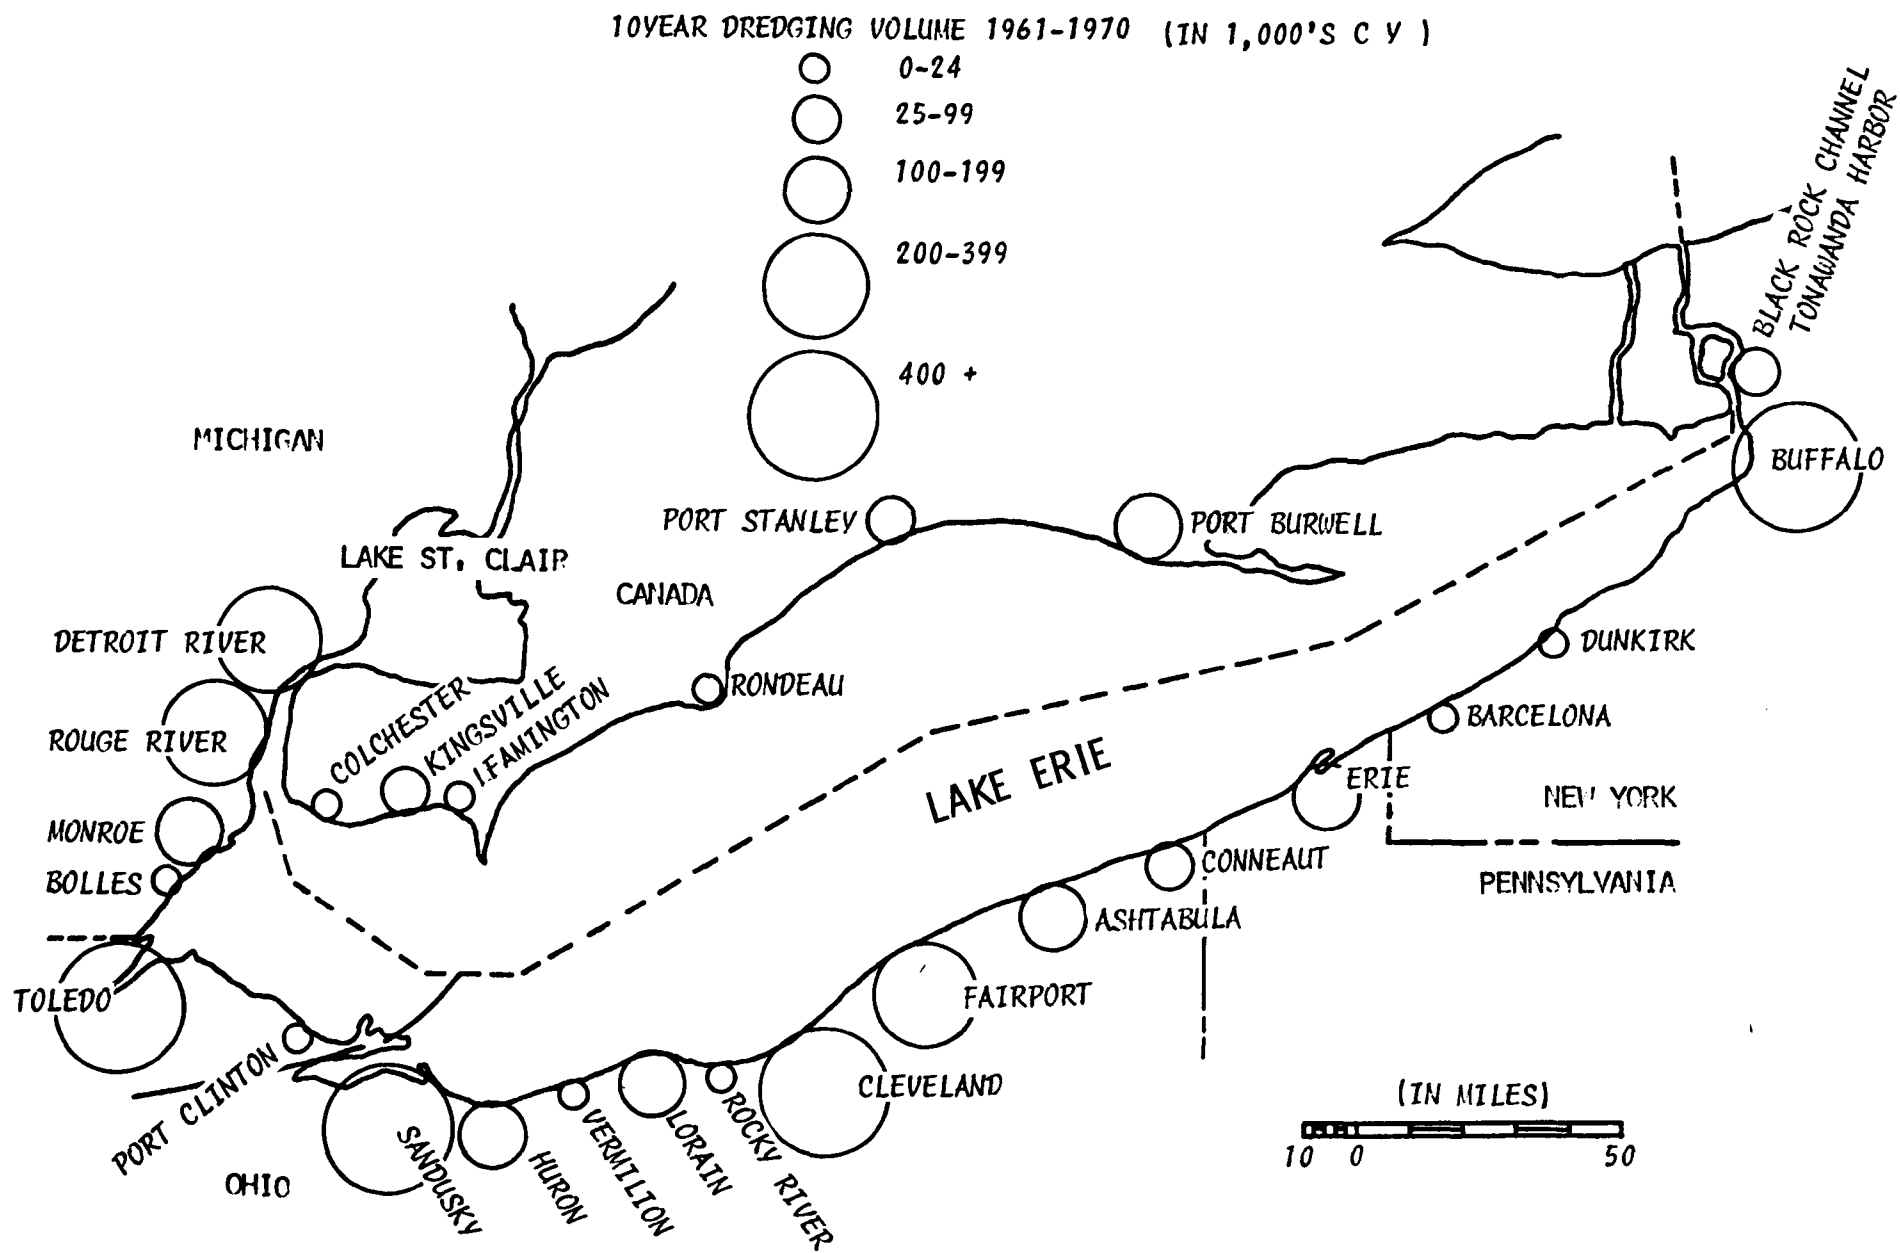 10YEAR DREDGING VOLUME 1961-1970 (IN 1,000'S C Y )
0-24
25-99
100-199
200-399
400 +
BLACK ROCK CHANNEL
TONAWANDA HARBOR
MICHIGAN
BUFFALO
PORT STANLEY
PORT BURWELL
LAKE ST. CLAIR
CANADA
DETROIT RIVER
DUNKIRK
RONDEAU
BARCELONA
ROUGE RIVER
COLCHESTER
KINGSVILLE
LFAMINGTON
LAKE ERIE
ERIE
NEW YORK
MONROE
BOLLES
CONNEAUT
PENNSYLVANIA
ASHTABULA
TOLEDO
FAIRPORT
PORT CLINTON
CLEVELAND
SANDUSKY
HURON
VERMILION
LORAIN
ROCKY RIVER
OHIO
(IN MILES)
10 0 50